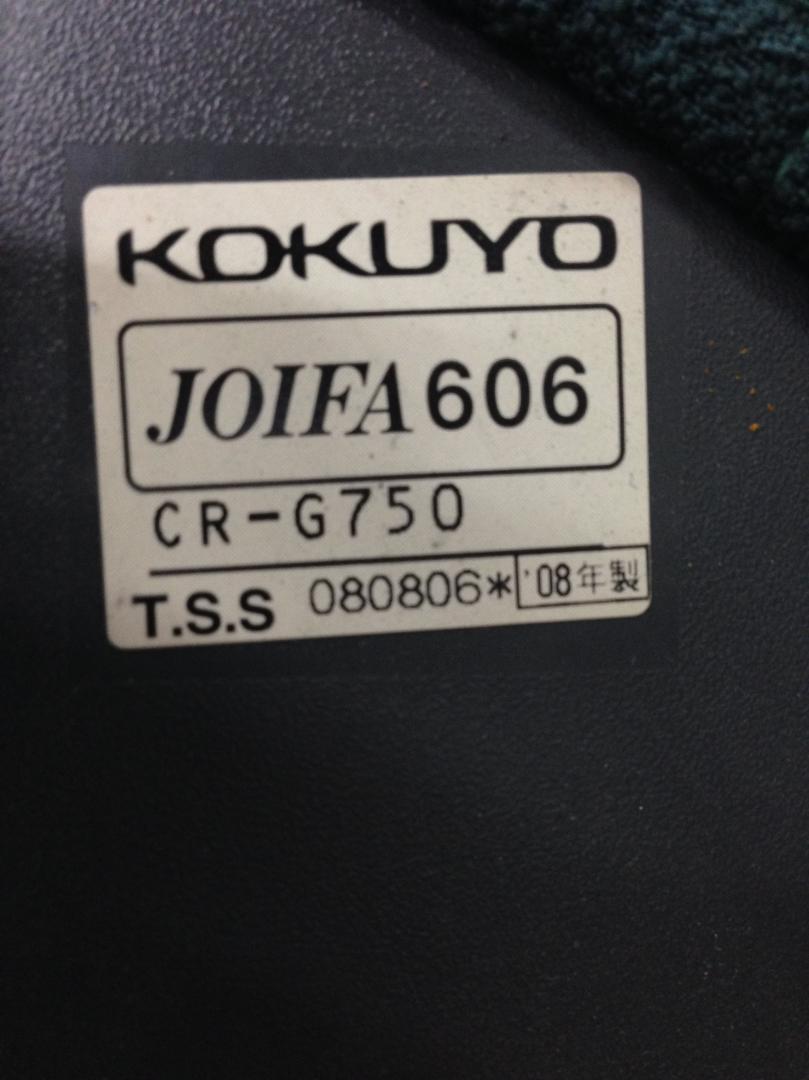 KOKUYO
JOIFA606
CR-G750
T.S.S 080806* '08年製